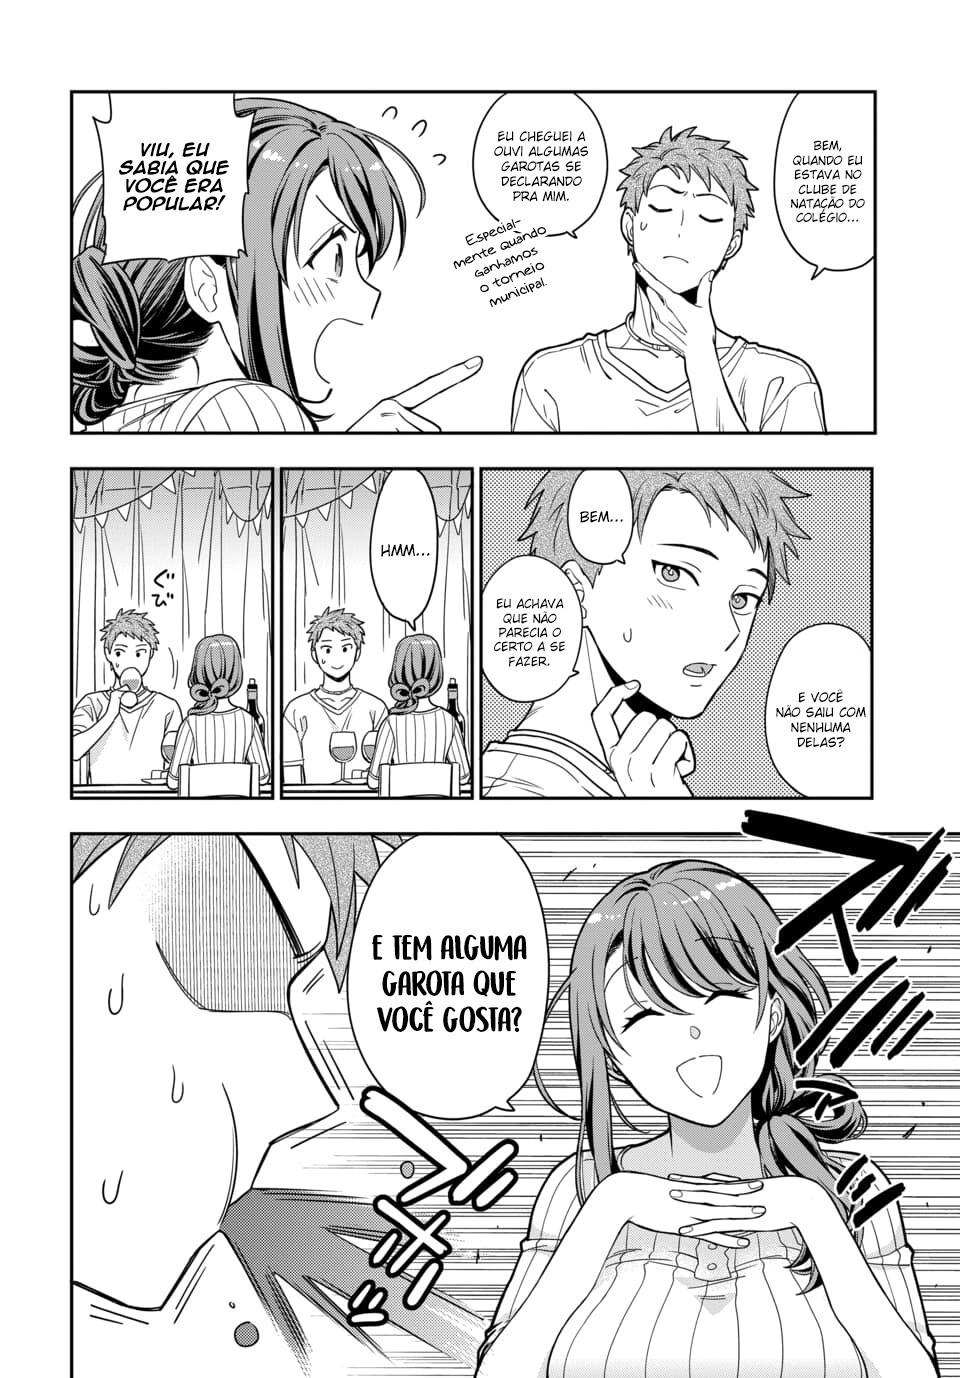 BEM,
QUANDO EU
ESTAVA NO
CLUBE DE
NATAÇÃO DO
COLÉGIO...
EU CHEGUEI A
OUVI ALGUMAS
GAROTAS SE
DECLARANDO
PRA MIM.
ESPECIAL-
MENTE QUANDO
GANHAMOS
O TORNEIO
MUNICIPAL.
VIU, EU
SABIA QUE
VOCÊ ERA
POPULAR!
E VOCÊ
NÃO SAIU COM
NENHUMA
DELAS?
BEM...
EU ACHAVA
QUE NÃO
PARECIA O
CERTO A SE
FAZER.
HMM...
ぐび
E TEM ALGUMA
GAROTA QUE
VOCÊ GOSTA?